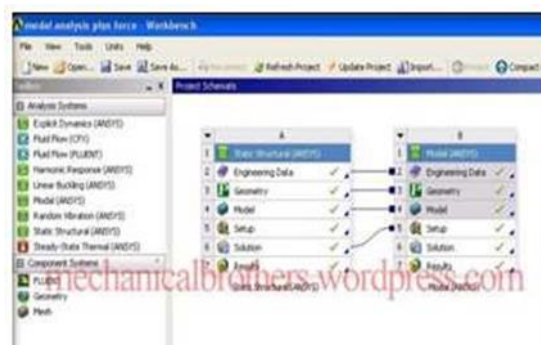 modal analysis plus force - Workbench
File View Tools Units Help
New Open... Save Save As... Refresh Project Update Project Import... Compact
Toolbox
Project Schematic
Analysis Systems
Explicit Dynamics (ANSYS)
Fluid Flow (CFX)
Fluid Flow (FLUENT)
Harmonic Response (ANSYS)
Linear Buckling (ANSYS)
Modal (ANSYS)
Random Vibration (ANSYS)
Static Structural (ANSYS)
Steady-State Thermal (ANSYS)
Component Systems
FLUENT
Geometry
Mesh
A
1 Static Structural (ANSYS)
2 Engineering Data
3 Geometry
4 Model
5 Setup
6 Solution
7 Results
Static Structural (ANSYS)
B
1 Modal (ANSYS)
2 Engineering Data
3 Geometry
4 Model
5 Setup
6 Solution
7 Results
Modal (ANSYS)
mechanicalbrothers.wordpress.com